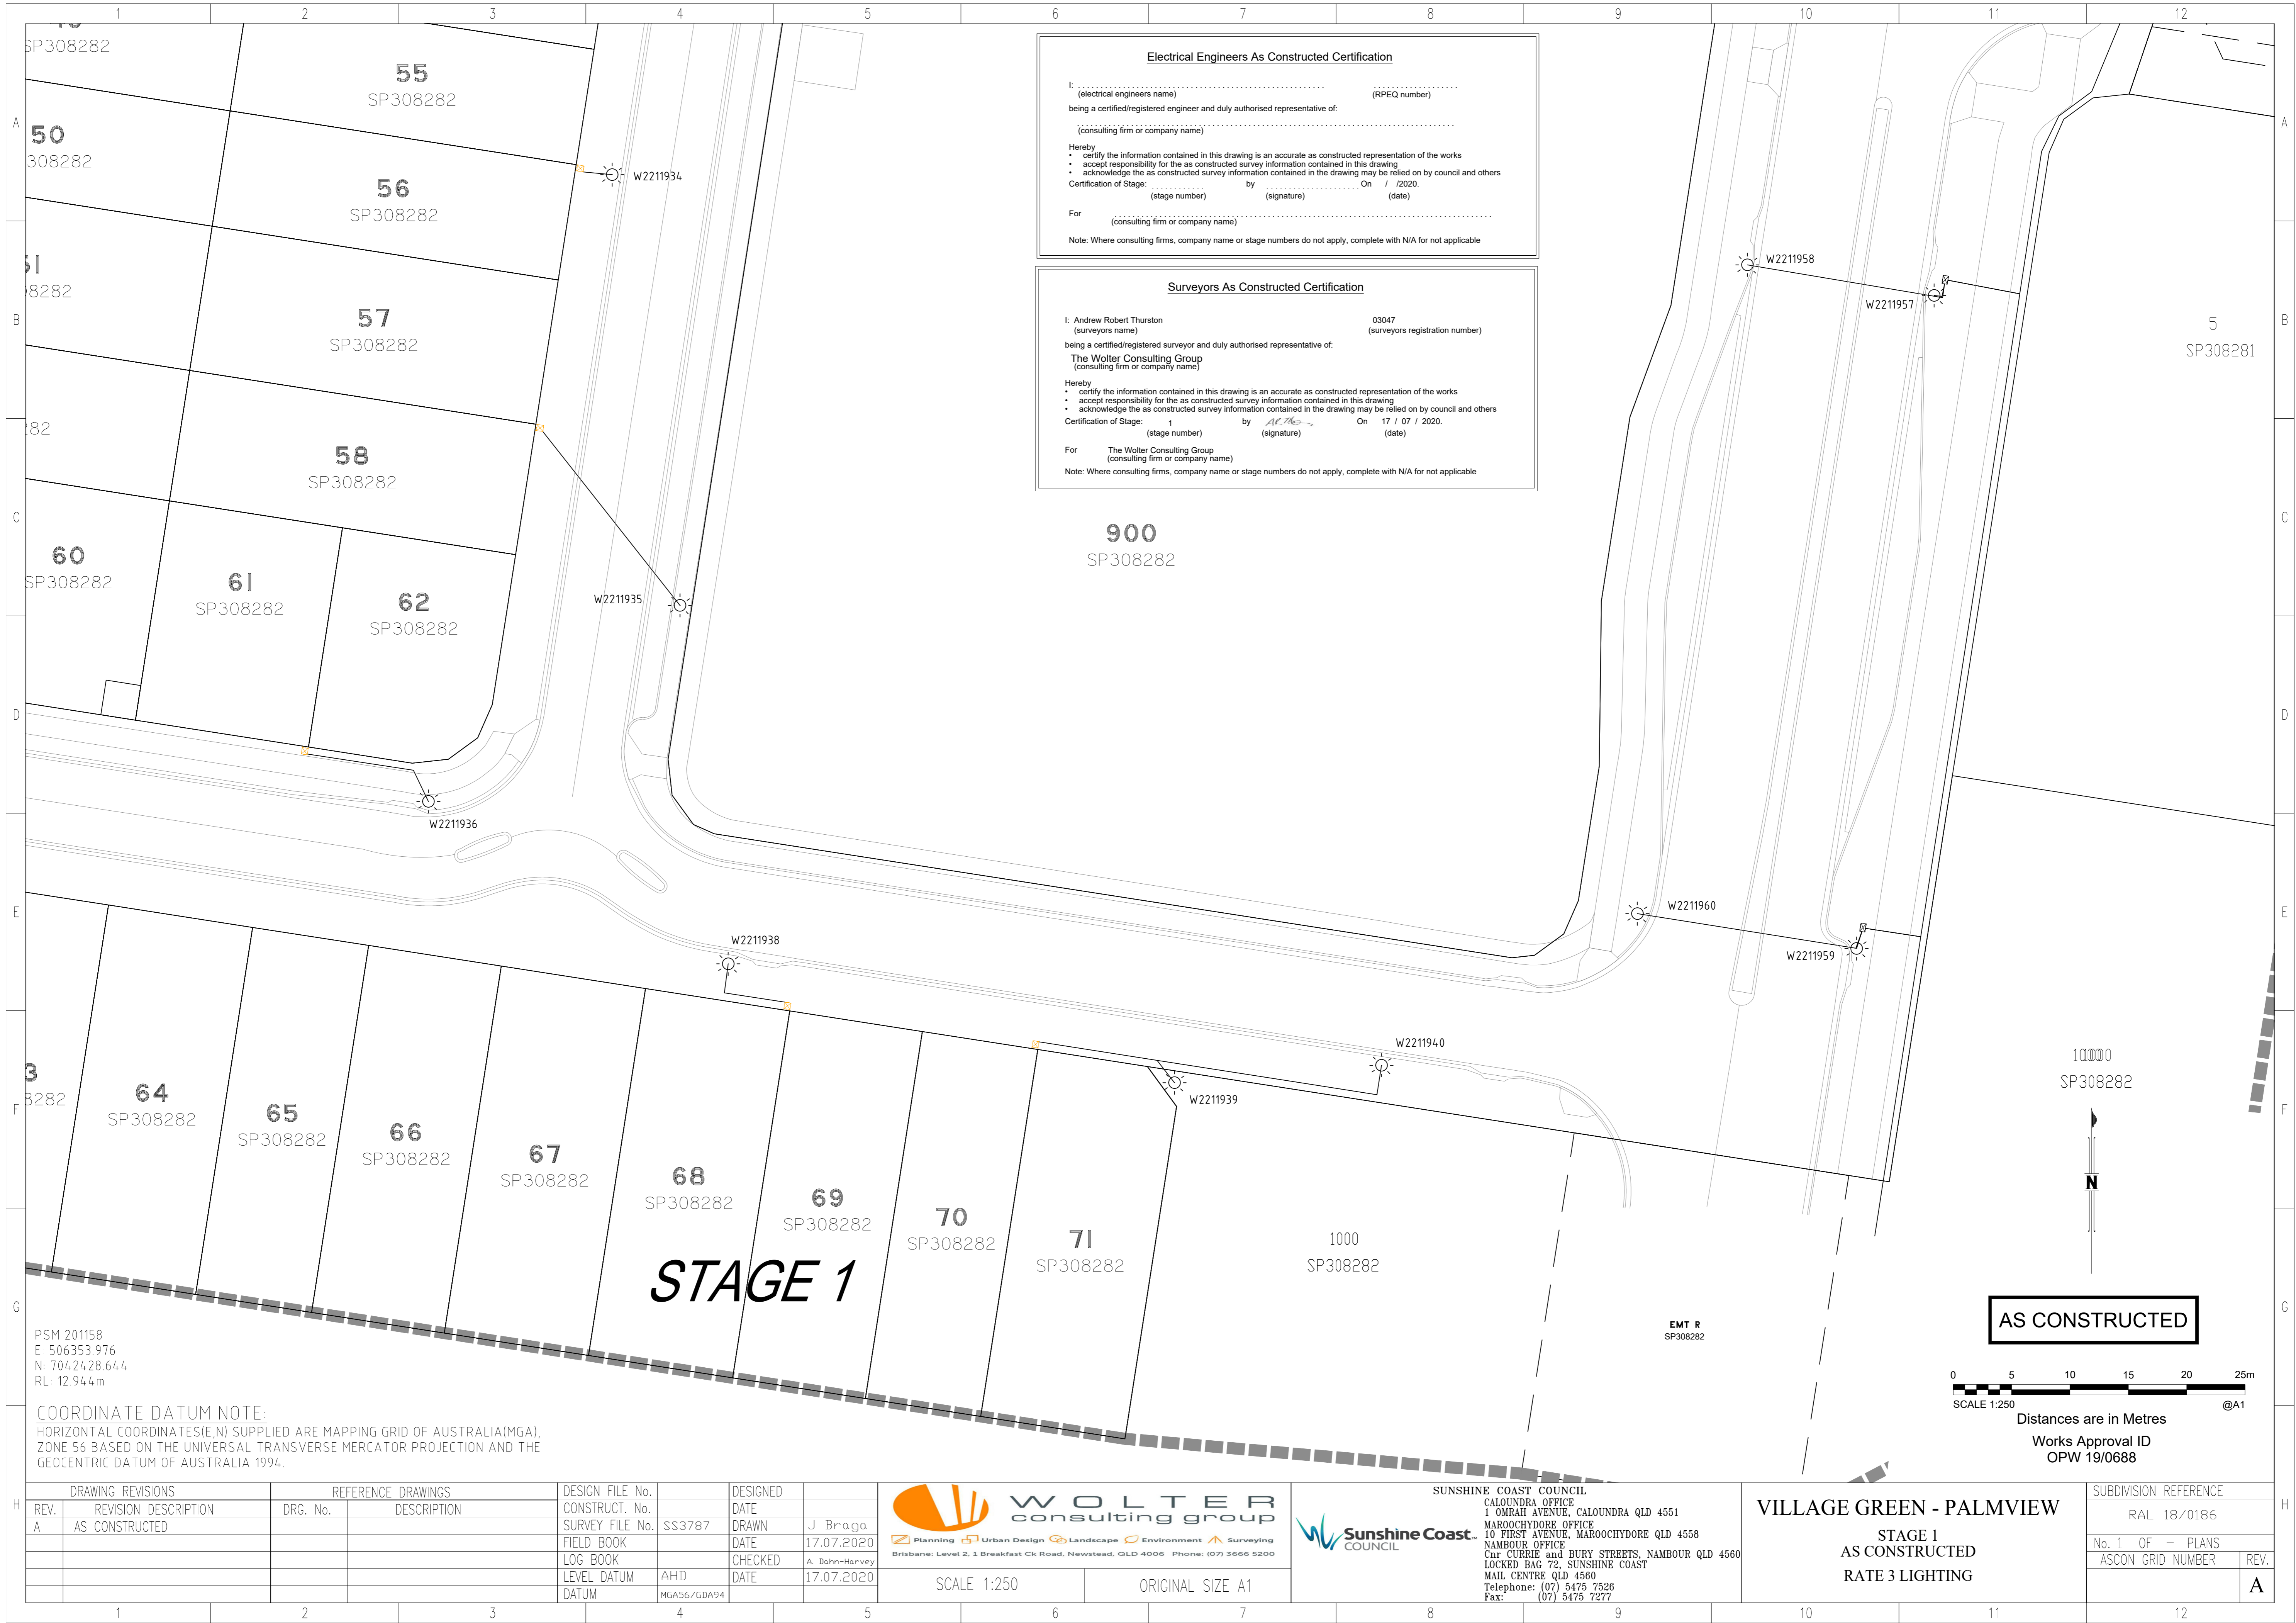 1 2 3 4 5 6 7 8 9 10 11 12
A A
B B
C C
D D
E E
F F
G G
H H
SP308282
55
SP308282
50
308282
56
SP308282
W2211934
8282
57
SP308282
282
58
SP308282
60
SP308282
61
SP308282
62
SP308282
W2211935
W2211936
Electrical Engineers As Constructed Certification
I:
(electrical engineers name) (RPEQ number)
being a certified/registered engineer and duly authorised representative of:
(consulting firm or company name)
Hereby
• certify the information contained in this drawing is an accurate as constructed representation of the works
• accept responsibility for the as constructed survey information contained in this drawing
• acknowledge the as constructed survey information contained in the drawing may be relied on by council and others
Certification of Stage: by On / /2020.
(stage number) (signature) (date)
For
(consulting firm or company name)
Note: Where consulting firms, company name or stage numbers do not apply, complete with N/A for not applicable
Surveyors As Constructed Certification
I: Andrew Robert Thurston 03047
(surveyors name) (surveyors registration number)
being a certified/registered surveyor and duly authorised representative of:
The Wolter Consulting Group
(consulting firm or company name)
Hereby
• certify the information contained in this drawing is an accurate as constructed representation of the works
• accept responsibility for the as constructed survey information contained in this drawing
• acknowledge the as constructed survey information contained in the drawing may be relied on by council and others
Certification of Stage: 1 by On 17 / 07 / 2020.
(stage number) (signature) (date)
For The Wolter Consulting Group
(consulting firm or company name)
Note: Where consulting firms, company name or stage numbers do not apply, complete with N/A for not applicable
900
SP308282
W2211958
W2211957
5
SP308281
W2211960
W2211959
W2211938
W2211940
W2211939
3
8282
64
SP308282
65
SP308282
66
SP308282
67
SP308282
68
SP308282
69
SP308282
70
SP308282
71
SP308282
1000
SP308282
SP308282
N
STAGE 1
EMT R
SP308282
PSM 201158
E: 506353.976
N: 7042428.644
RL: 12.944m
COORDINATE DATUM NOTE:
HORIZONTAL COORDINATES(E,N) SUPPLIED ARE MAPPING GRID OF AUSTRALIA(MGA),
ZONE 56 BASED ON THE UNIVERSAL TRANSVERSE MERCATOR PROJECTION AND THE
GEOCENTRIC DATUM OF AUSTRALIA 1994.
AS CONSTRUCTED
0 5 10 15 20 25m
SCALE 1:250 @A1
Distances are in Metres
Works Approval ID
OPW 19/0688
DRAWING REVISIONS
REV. REVISION DESCRIPTION
A AS CONSTRUCTED
REFERENCE DRAWINGS
DRG. No. DESCRIPTION
DESIGN FILE No.
CONSTRUCT. No.
SURVEY FILE No. SS3787
FIELD BOOK
LOG BOOK
LEVEL DATUM AHD
DATUM MGA56/GDA94
DESIGNED
DATE
DRAWN J Braga
DATE 17.07.2020
CHECKED A. Dahn-Harvey
DATE 17.07.2020
WOLTER
consulting group
Planning Urban Design Landscape Environment Surveying
Brisbane: Level 2, 1 Breakfast Ck Road, Newstead, QLD 4006 Phone: (07) 3666 5200
SCALE 1:250 ORIGINAL SIZE A1
Sunshine Coast™
COUNCIL
SUNSHINE COAST COUNCIL
CALOUNDRA OFFICE
1 OMRAH AVENUE, CALOUNDRA QLD 4551
MAROOCHYDORE OFFICE
10 FIRST AVENUE, MAROOCHYDORE QLD 4558
NAMBOUR OFFICE
Cnr CURRIE and BURY STREETS, NAMBOUR QLD 4560
LOCKED BAG 72, SUNSHINE COAST
MAIL CENTRE QLD 4560
Telephone: (07) 5475 7526
Fax: (07) 5475 7277
VILLAGE GREEN - PALMVIEW
STAGE 1
AS CONSTRUCTED
RATE 3 LIGHTING
SUBDIVISION REFERENCE
RAL 18/0186
No. 1 OF – PLANS
ASCON GRID NUMBER REV.
A
1 2 3 4 5 6 7 8 9 10 11 12